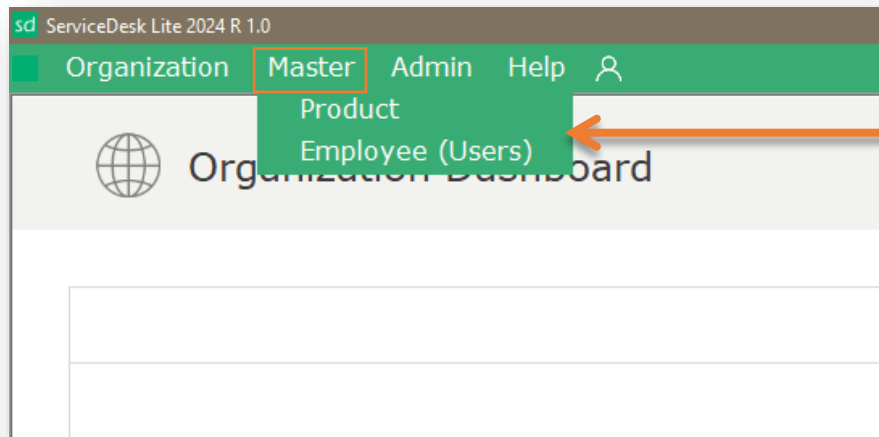 sd ServiceDesk Lite 2024 R 1.0
Organization Master Admin Help
Product
Employee (Users)
Organization Dashboard